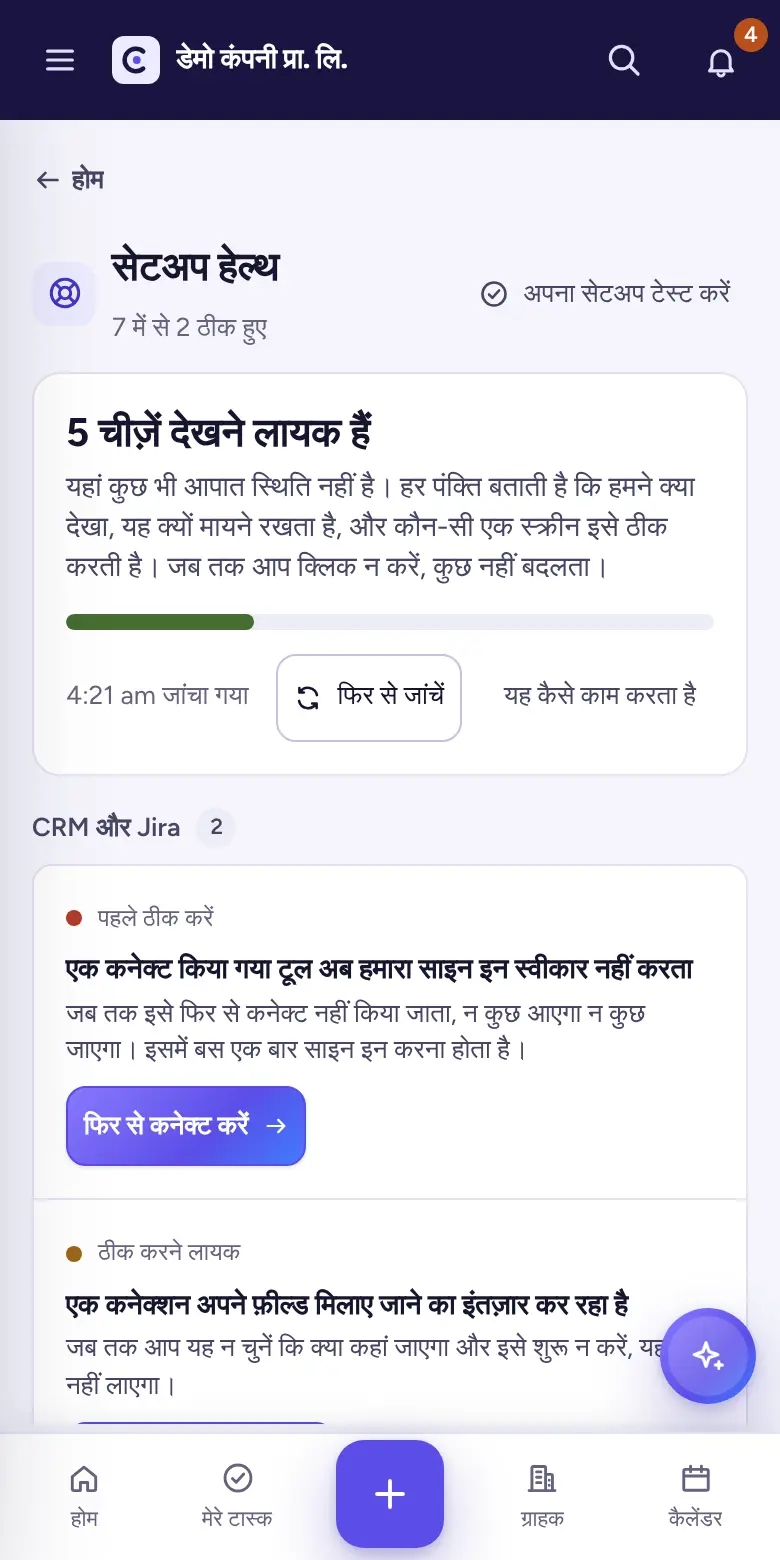 डेमो कंपनी प्रा. लि.
4
होम
सेटअप हेल्थ
7 में से 2 ठीक हुए
अपना सेटअप टेस्ट करें
5 चीज़ें देखने लायक हैं
यहां कुछ भी आपात स्थिति नहीं है। हर पंक्ति बताती है कि हमने क्या
देखा, यह क्यों मायने रखता है, और कौन-सी एक स्क्रीन इसे ठीक
करती है। जब तक आप क्लिक न करें, कुछ नहीं बदलता।
4:21 am जांचा गया
फिर से जांचें
यह कैसे काम करता है
CRM और Jira 2
पहले ठीक करें
एक कनेक्ट किया गया टूल अब हमारा साइन इन स्वीकार नहीं करता
जब तक इसे फिर से कनेक्ट नहीं किया जाता, न कुछ आएगा न कुछ
जाएगा। इसमें बस एक बार साइन इन करना होता है।
फिर से कनेक्ट करें
ठीक करने लायक
एक कनेक्शन अपने फ़ील्ड मिलाए जाने का इंतज़ार कर रहा है
जब तक आप यह न चुनें कि क्या कहां जाएगा और इसे शुरू न करें,
नहीं लाएगा।
होम
मेरे टास्क
ग्राहक
कैलेंडर